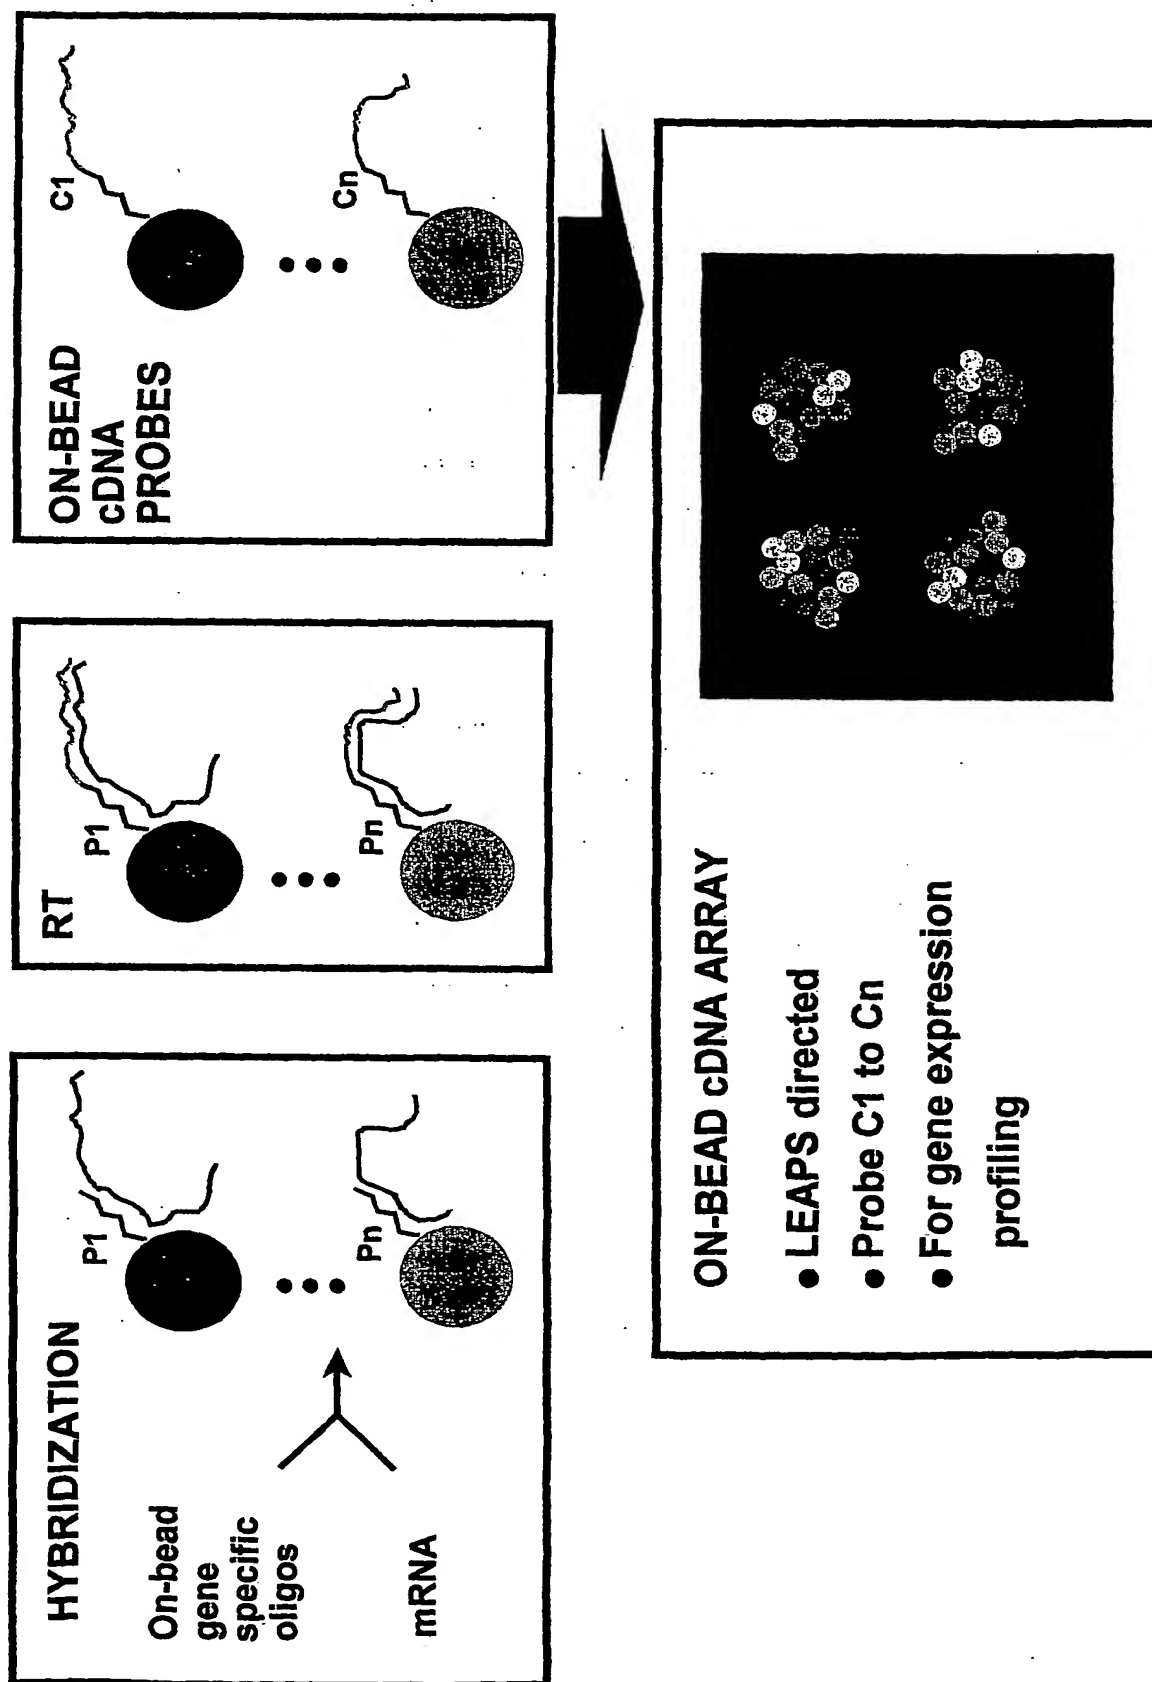 HYBRIDIZATION
On-bead
gene
specific
oligos
mRNA
P1
Pn
RT
P1
Pn
ON-BEAD
cDNA
PROBES
C1
Cn
ON-BEAD cDNA ARRAY
● LEAPS directed
● Probe C1 to Cn
● For gene expression
profiling